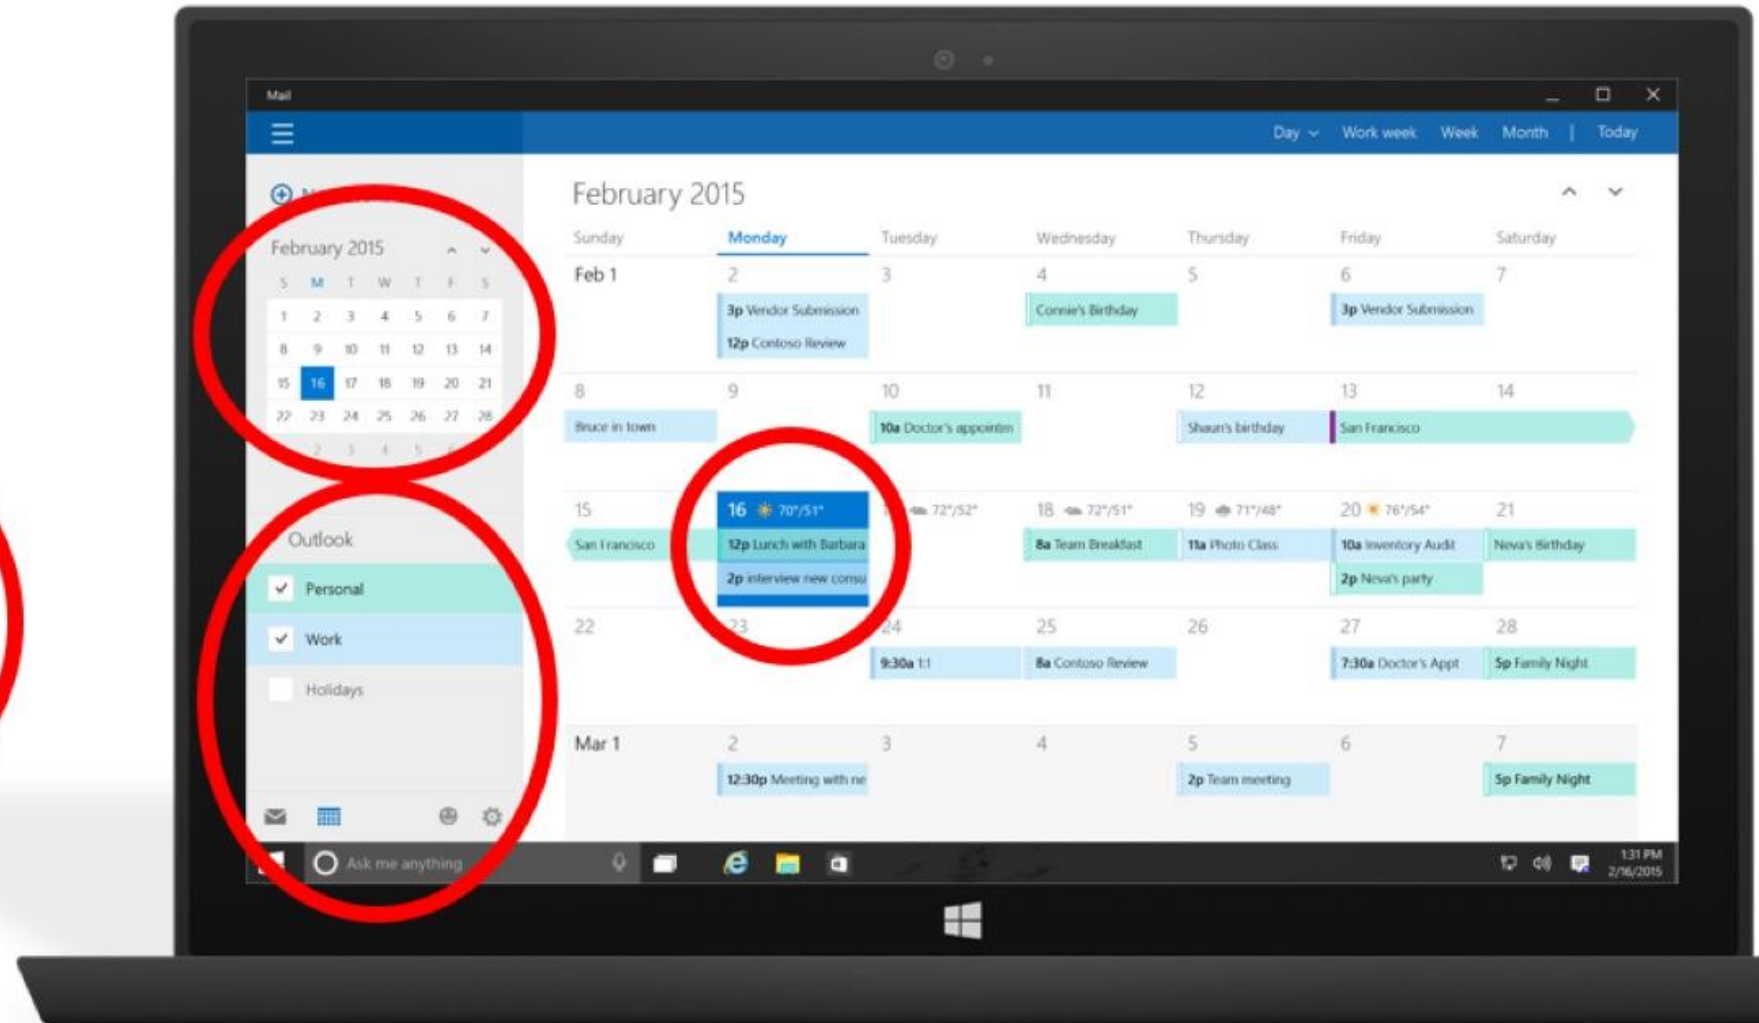 Mail
Day Work week Week Month | Today
February 2015
February 2015
S M T W T F S
1 2 3 4 5 6 7
8 9 10 11 12 13 14
15 16 17 18 19 20 21
22 23 24 25 26 27 28
2 3 4 5
Outlook
Personal
Work
Holidays
Sunday Monday Tuesday Wednesday Thursday Friday Saturday
Feb 1 2 3 4 5 6 7
3p Vendor Submission Connie's Birthday 3p Vendor Submission
12p Contoso Review
8 9 10 11 12 13 14
Bruce in town 10a Doctor's appointm Shaun's birthday San Francisco
15 16 70°/51° 72°/52° 18 72°/51° 19 71°/48° 20 76°/54° 21
San Francisco 12p Lunch with Barbara 8a Team Breakfast 11a Photo Class 10a Inventory Audit Neva's Birthday
2p interview new consu 2p Neva's party
22 23 24 25 26 27 28
9:30a 1:1 8a Contoso Review 7:30a Doctor's Appt 5p Family Night
Mar 1 2 3 4 5 6 7
12:30p Meeting with ne 2p Team meeting 5p Family Night
Ask me anything
1:31 PM
2/16/2015